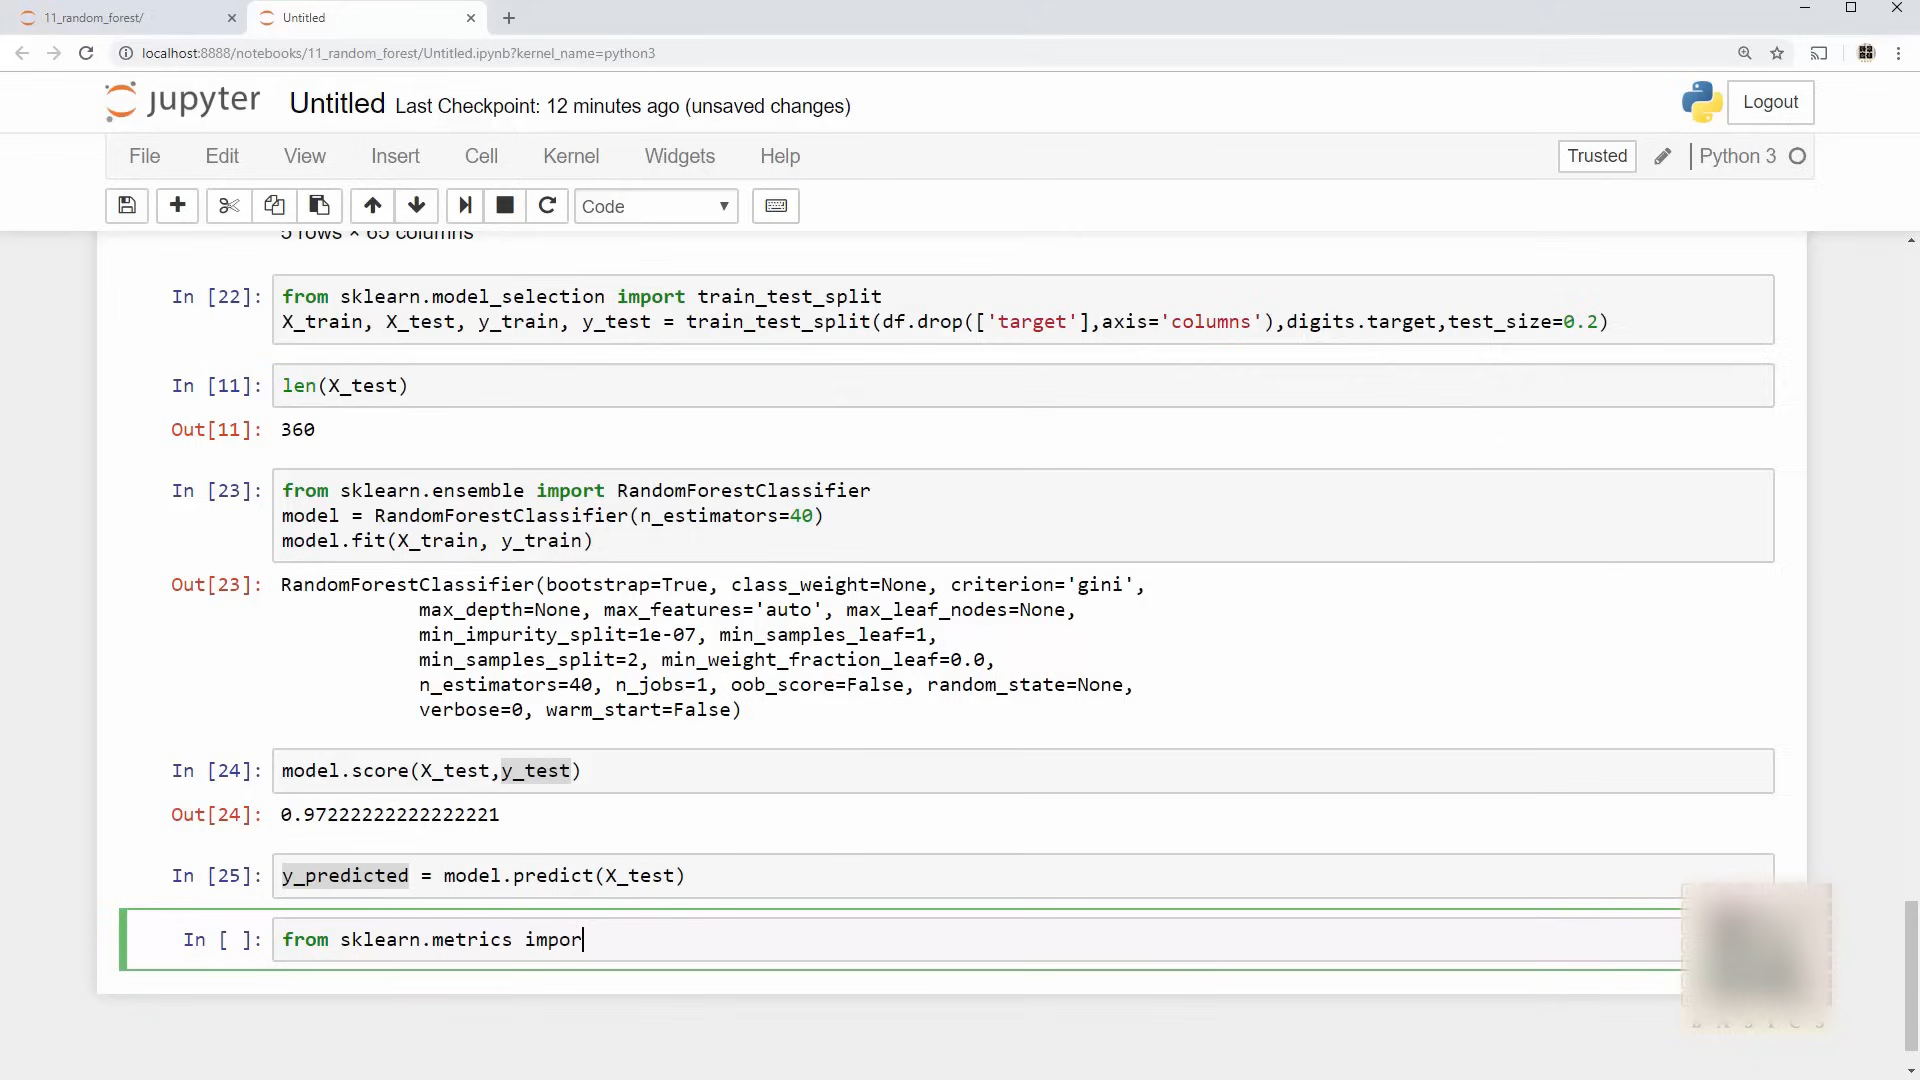 11_random_forest/
Untitled
localhost:8888/notebooks/11_random_forest/Untitled.ipynb?kernel_name=python3
jupyter Untitled Last Checkpoint: 12 minutes ago (unsaved changes)
Logout
File Edit View Insert Cell Kernel Widgets Help
Trusted Python 3
Code
5 rows × 65 columns
In [22]: from sklearn.model_selection import train_test_split
X_train, X_test, y_train, y_test = train_test_split(df.drop(['target'],axis='columns'),digits.target,test_size=0.2)
In [11]: len(X_test)
Out[11]: 360
In [23]: from sklearn.ensemble import RandomForestClassifier
model = RandomForestClassifier(n_estimators=40)
model.fit(X_train, y_train)
Out[23]: RandomForestClassifier(bootstrap=True, class_weight=None, criterion='gini',
max_depth=None, max_features='auto', max_leaf_nodes=None,
min_impurity_split=1e-07, min_samples_leaf=1,
min_samples_split=2, min_weight_fraction_leaf=0.0,
n_estimators=40, n_jobs=1, oob_score=False, random_state=None,
verbose=0, warm_start=False)
In [24]: model.score(X_test,y_test)
Out[24]: 0.97222222222222221
In [25]: y_predicted = model.predict(X_test)
In [ ]: from sklearn.metrics impor